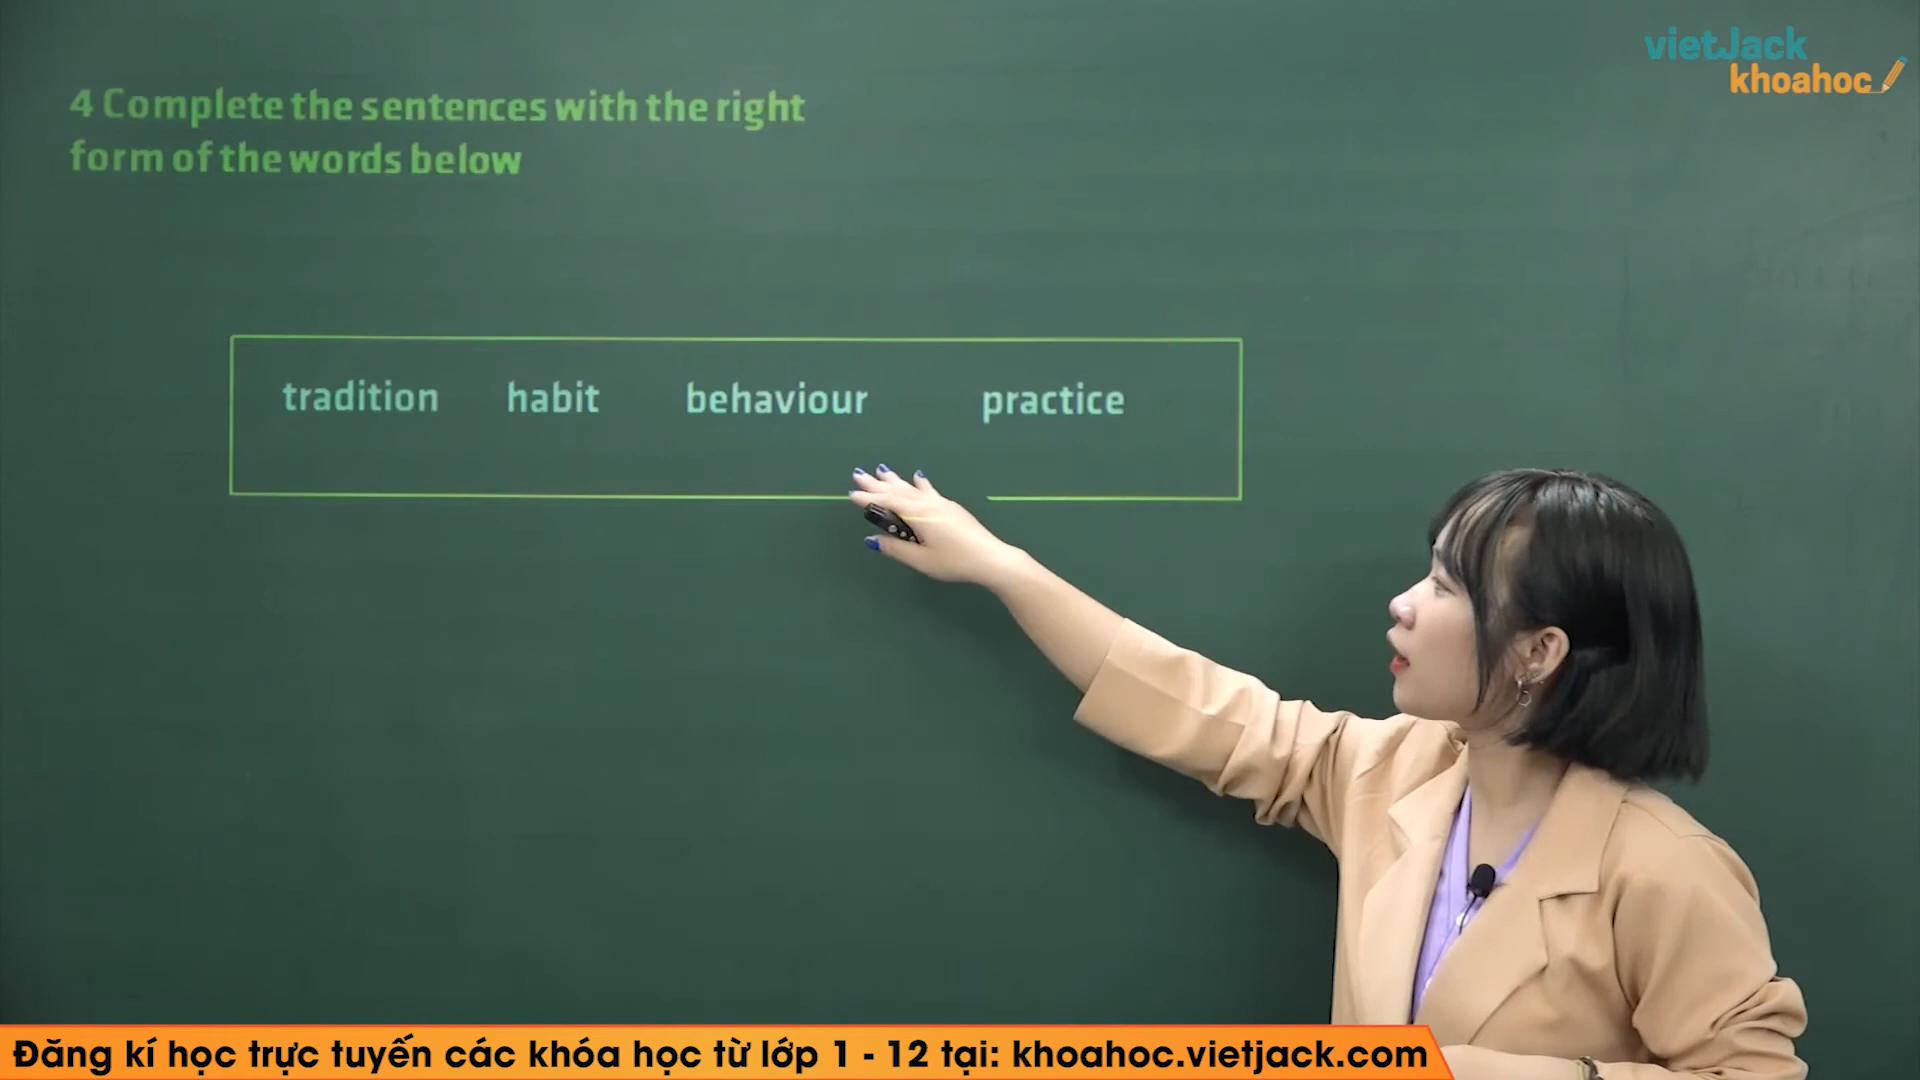 vietJack
khoahoc
4 Complete the sentences with the right
form of the words below
tradition habit behaviour practice
Đăng kí học trực tuyến các khóa học từ lớp 1 - 12 tại: khoahoc.vietjack.com